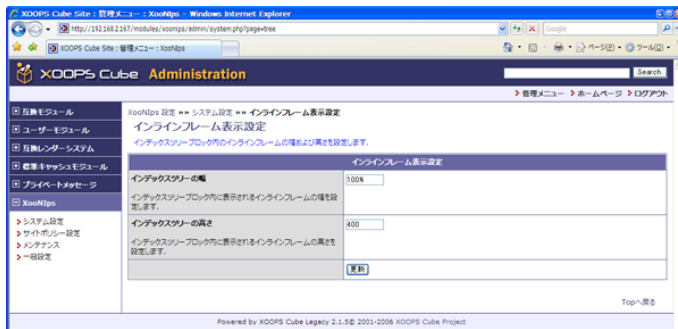 XOOPS Cube Site : 管理メニュー : XooNIps - Windows Internet Explorer
http://192.168.2.167/modules/xoonips/admin/system.php?page=tree
Google
XOOPS Cube Site : 管理メニュー : XooNIps
ページ(P)
ツール(O)
XOOPS Cube Administration
Search
管理メニュー ホームページ ログアウト
互換モジュール
ユーザーモジュール
互換レンダーシステム
標準キャッシュモジュール
プライベートメッセージ
XooNIps
システム設定
サイトポリシー設定
メンテナンス
一般設定
XooNIps 設定 »» システム設定 »» インラインフレーム表示設定
インラインフレーム表示設定
インデックスツリーブロック内のインラインフレームの幅および高さを設定します.
インラインフレーム表示設定
インデックスツリーの幅
100%
インデックスツリーブロック内に表示されるインラインフレームの幅を設
定します.
インデックスツリーの高さ
400
インデックスツリーブロック内に表示されるインラインフレームの高さを
設定します.
更新
Topへ戻る
Powered by XOOPS Cube Legacy 2.1.5© 2001-2006 XOOPS Cube Project